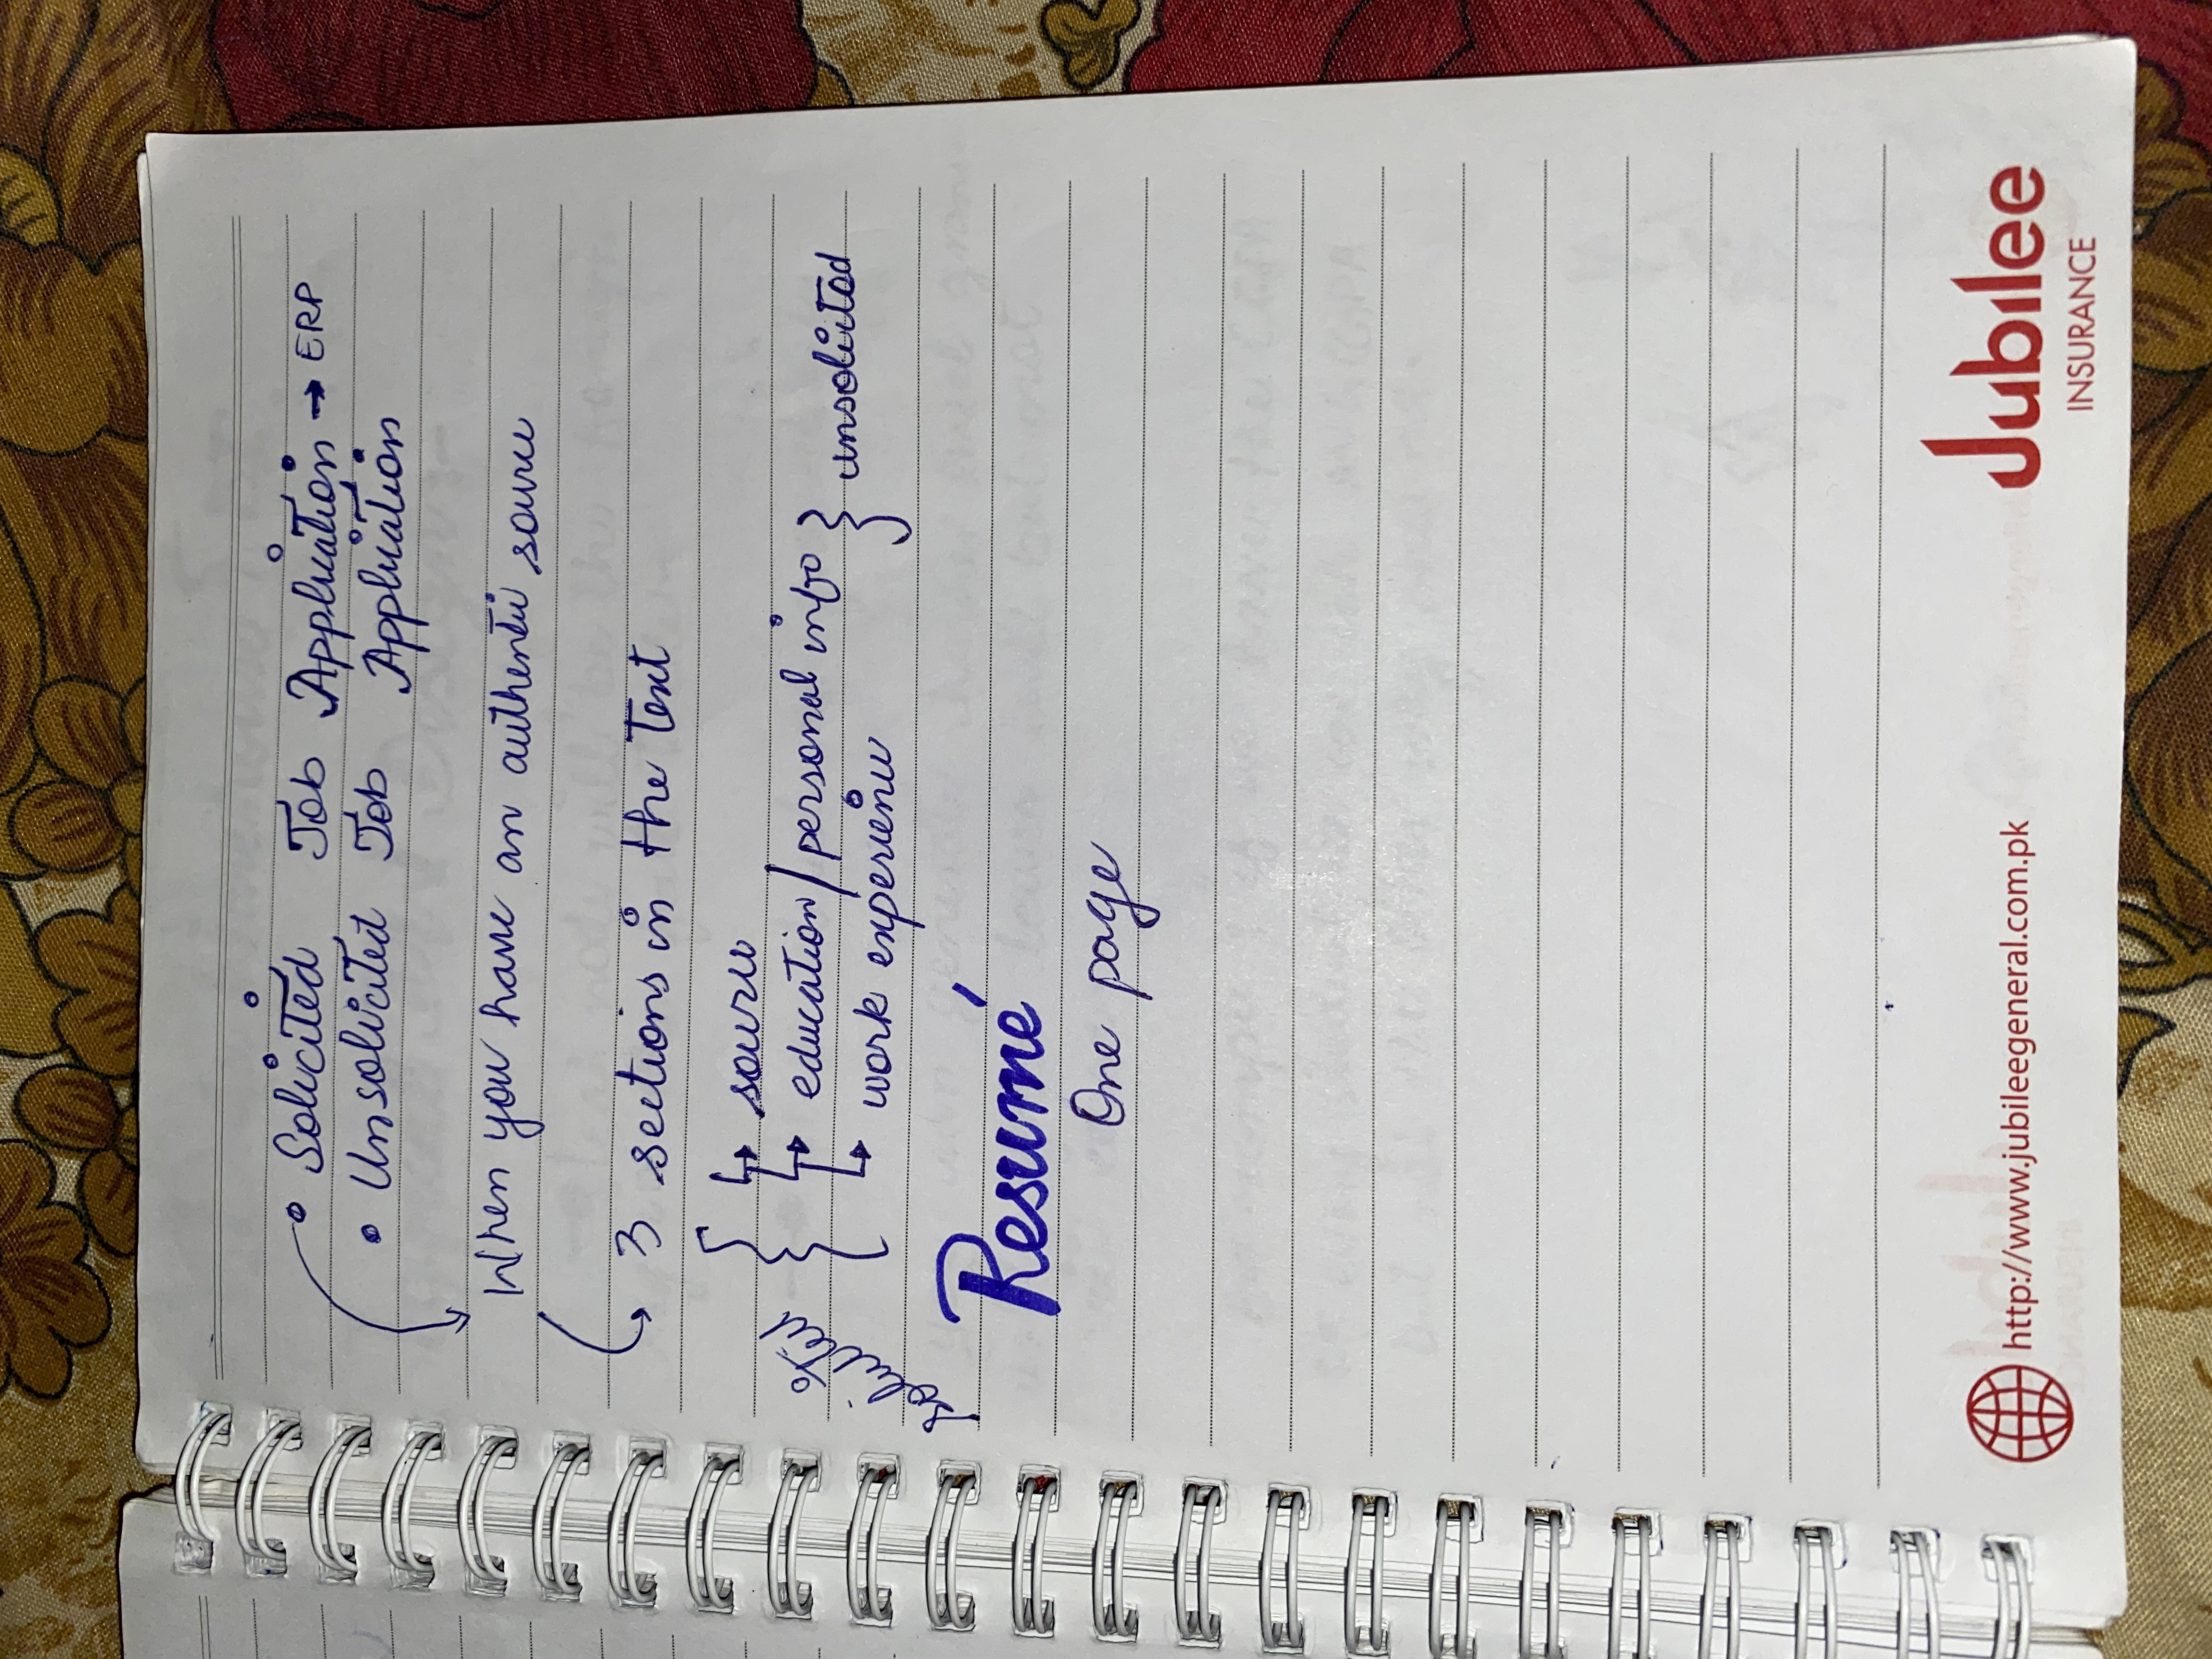 • Solicited Job Application → ERP
• Unsolicited Job Application
When you have an authentic source
3 sections in the text
source
education/personal info
work experience
solicited
unsolicited
Resumé
One page
http://www.jubileegeneral.com.pk
Jubilee
INSURANCE